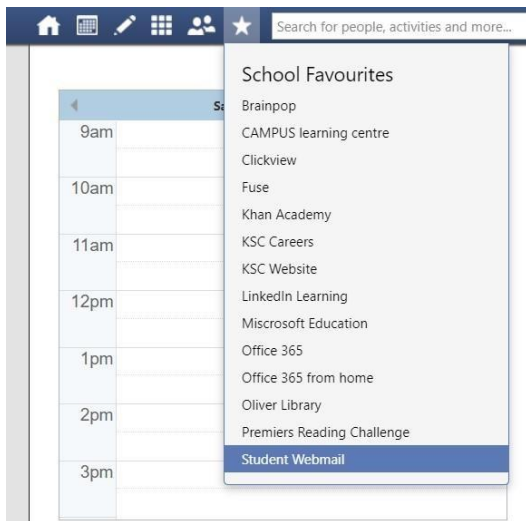 Search for people, activities and more...
School Favourites
Sa
Brainpop
9am
CAMPUS learning centre
Clickview
10am
Fuse
Khan Academy
11am
KSC Careers
KSC Website
12pm
LinkedIn Learning
Miscrosoft Education
1pm
Office 365
Office 365 from home
2pm
Oliver Library
Premiers Reading Challenge
Student Webmail
3pm